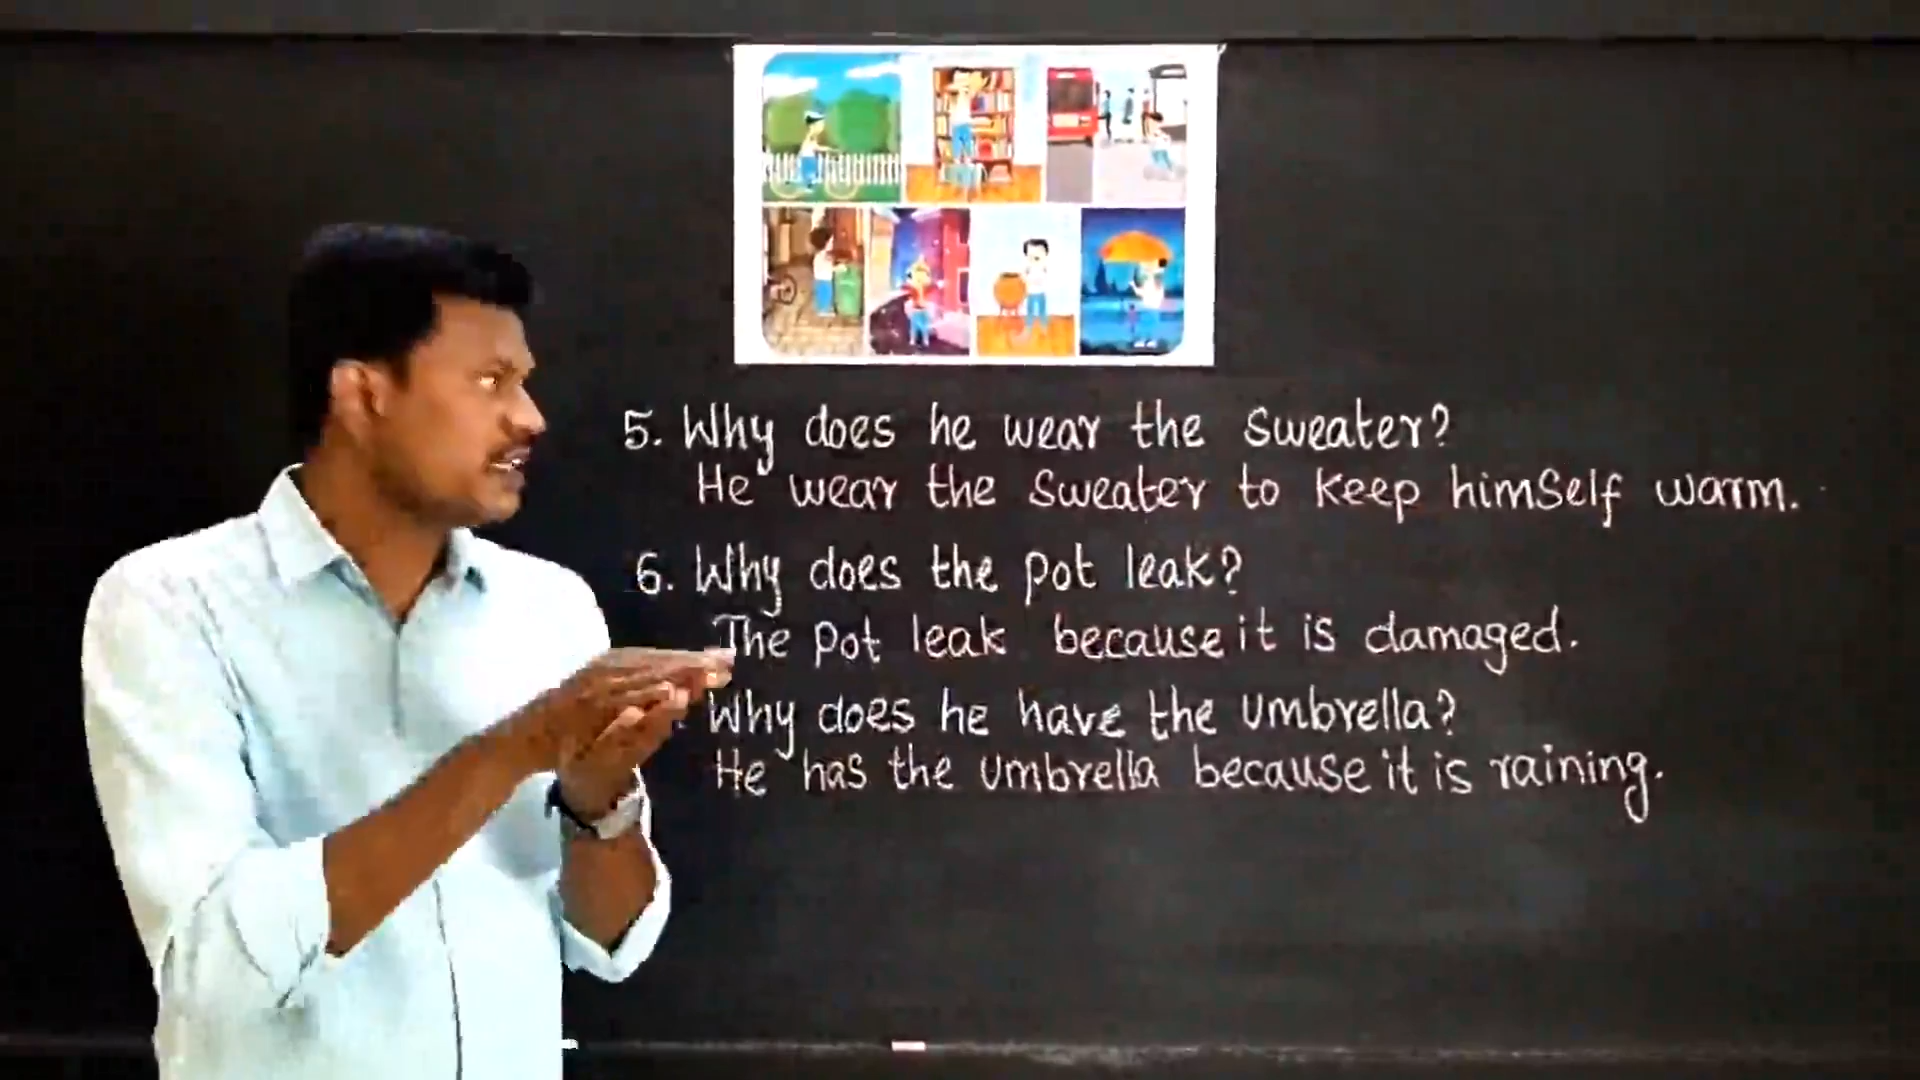 5. Why does he wear the sweater?
He wear the sweater to keep himself warm.
6. Why does the pot leak?
The pot leak because it is damaged.
Why does he have the umbrella?
He has the umbrella because it is raining.